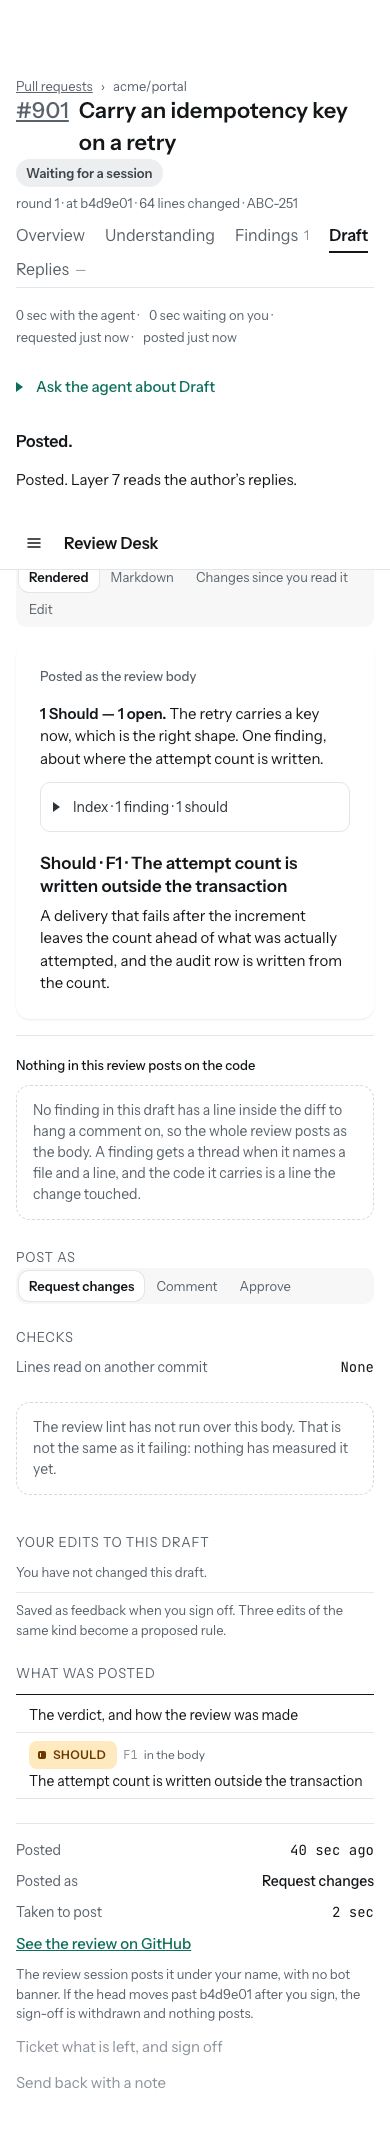 Pull requests › acme/portal
#901 Carry an idempotency key
on a retry
Waiting for a session
round 1 · at b4d9e01 · 64 lines changed · ABC-251
Overview Understanding Findings 1 Draft
Replies —
0 sec with the agent · 0 sec waiting on you ·
requested just now · posted just now
Ask the agent about Draft
Posted.
Posted. Layer 7 reads the author’s replies.
Review Desk
Rendered Markdown Changes since you read it
Edit
Posted as the review body
1 Should — 1 open. The retry carries a key
now, which is the right shape. One finding,
about where the attempt count is written.
Index · 1 finding · 1 should
Should · F1 · The attempt count is
written outside the transaction
A delivery that fails after the increment
leaves the count ahead of what was actually
attempted, and the audit row is written from
the count.
Nothing in this review posts on the code
No finding in this draft has a line inside the diff to
hang a comment on, so the whole review posts as
the body. A finding gets a thread when it names a
file and a line, and the code it carries is a line the
change touched.
POST AS
Request changes Comment Approve
CHECKS
Lines read on another commit None
The review lint has not run over this body. That is
not the same as it failing: nothing has measured it
yet.
YOUR EDITS TO THIS DRAFT
You have not changed this draft.
Saved as feedback when you sign off. Three edits of the
same kind become a proposed rule.
WHAT WAS POSTED
The verdict, and how the review was made
SHOULD F1 in the body
The attempt count is written outside the transaction
Posted 40 sec ago
Posted as Request changes
Taken to post 2 sec
See the review on GitHub
The review session posts it under your name, with no bot
banner. If the head moves past b4d9e01 after you sign, the
sign-off is withdrawn and nothing posts.
Ticket what is left, and sign off
Send back with a note